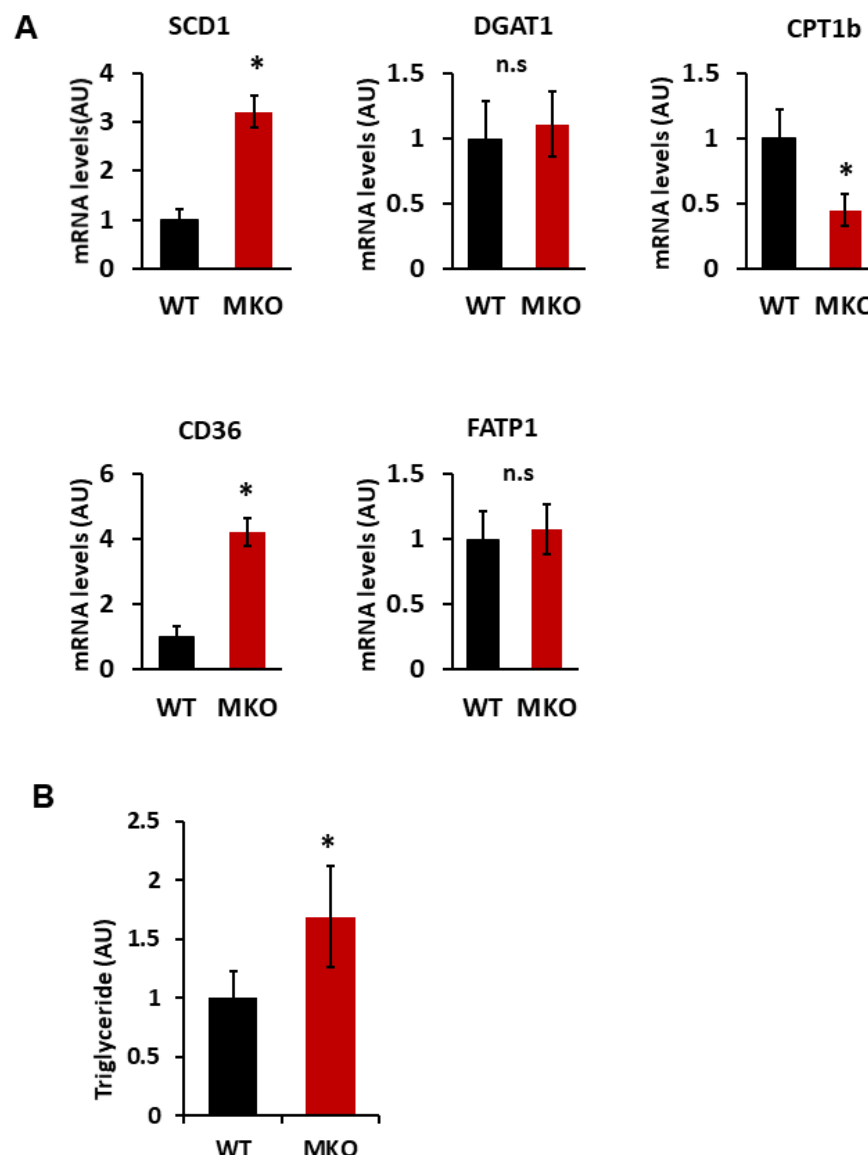 A
SCD1
mRNA levels(AU)
4
3
2
1
0
*
WT MKO
DGAT1
mRNA levels (AU)
1.5
1
0.5
0
n.s
WT MKO
CPT1b
mRNA levels (AU)
1.5
1
0.5
0
*
WT MKO
CD36
mRNA levels (AU)
6
4
2
0
*
WT MKO
FATP1
mRNA levels (AU)
1.5
1
0.5
0
n.s
WT MKO
B
Triglyceride (AU)
2.5
2
1.5
1
0.5
0
*
WT MKO